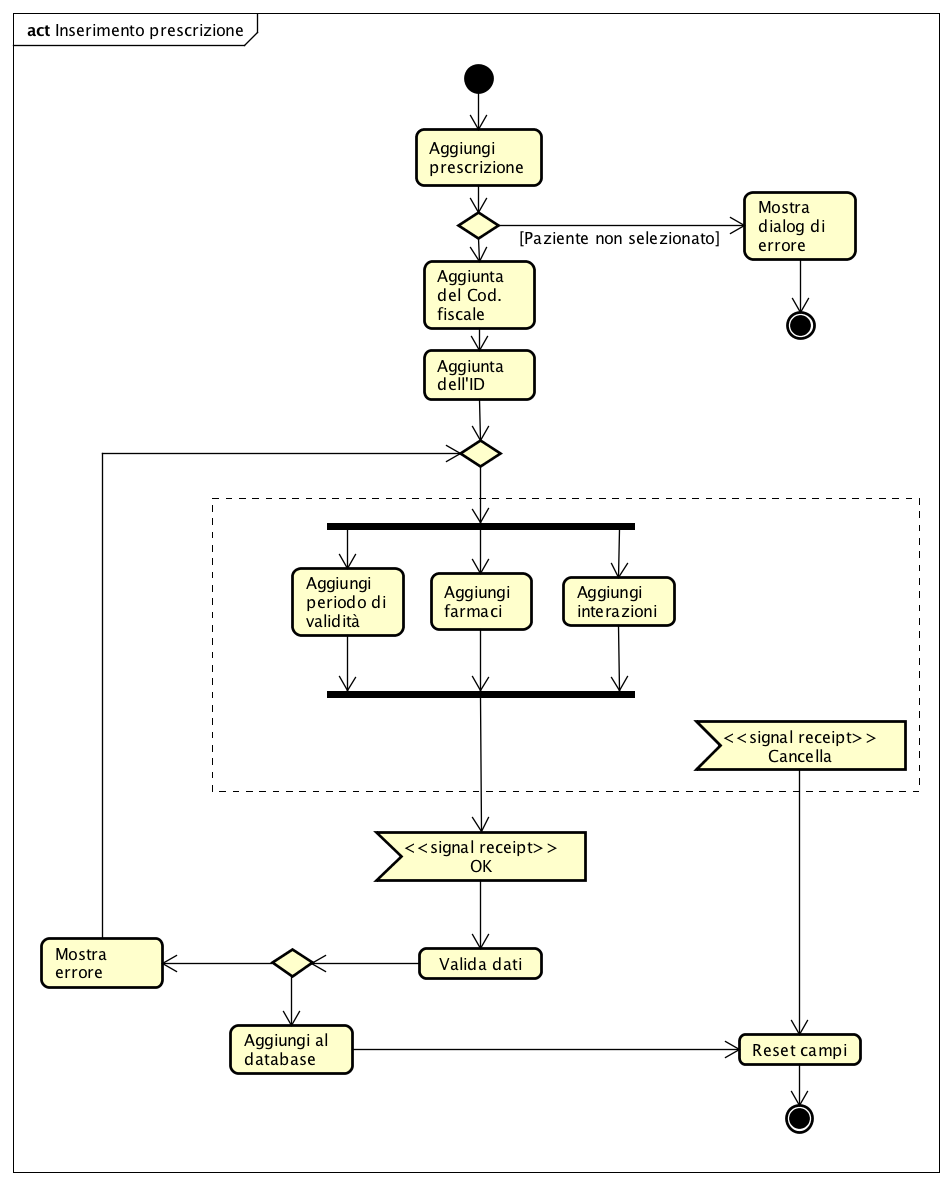 act Inserimento prescrizione
Aggiungi
prescrizione
[Paziente non selezionato]
Mostra
dialog di
errore
Aggiunta
del Cod.
fiscale
Aggiunta
dell'ID
Aggiungi
periodo di
validità
Aggiungi
farmaci
Aggiungi
interazioni
<<signal receipt>>
Cancella
<<signal receipt>>
OK
Mostra
errore
Valida dati
Aggiungi al
database
Reset campi